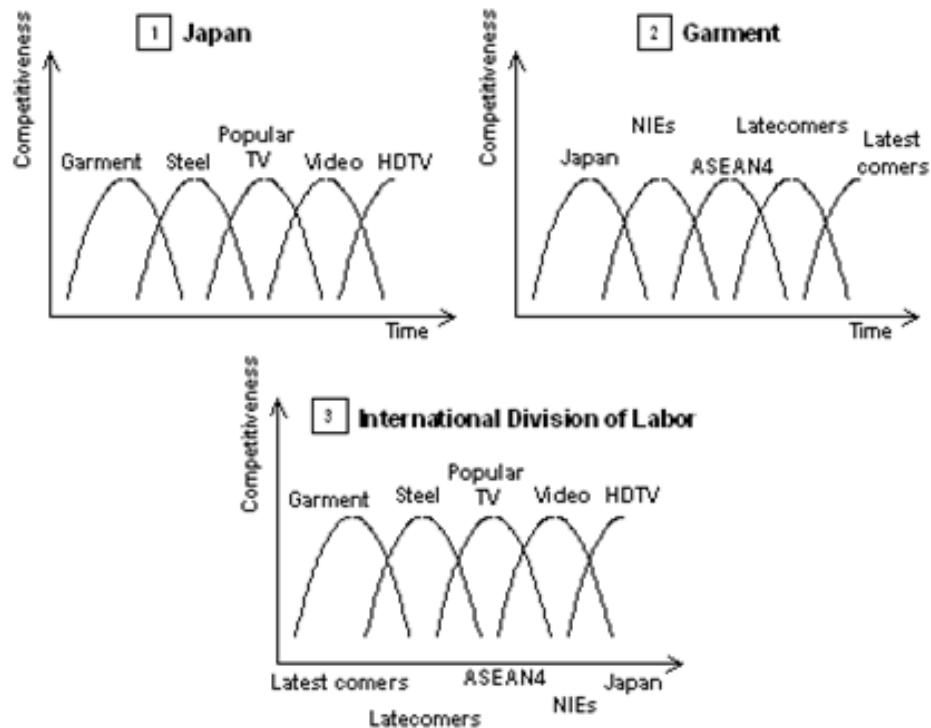 1 Japan
Competitiveness
Garment
Steel
Popular
TV
Video
HDTV
Time
2 Garment
Competitiveness
Japan
NIEs
ASEAN4
Latecomers
Latest
comers
Time
3 International Division of Labor
Competitiveness
Garment
Steel
Popular
TV
Video
HDTV
Latest comers
Latecomers
ASEAN4
NIEs
Japan